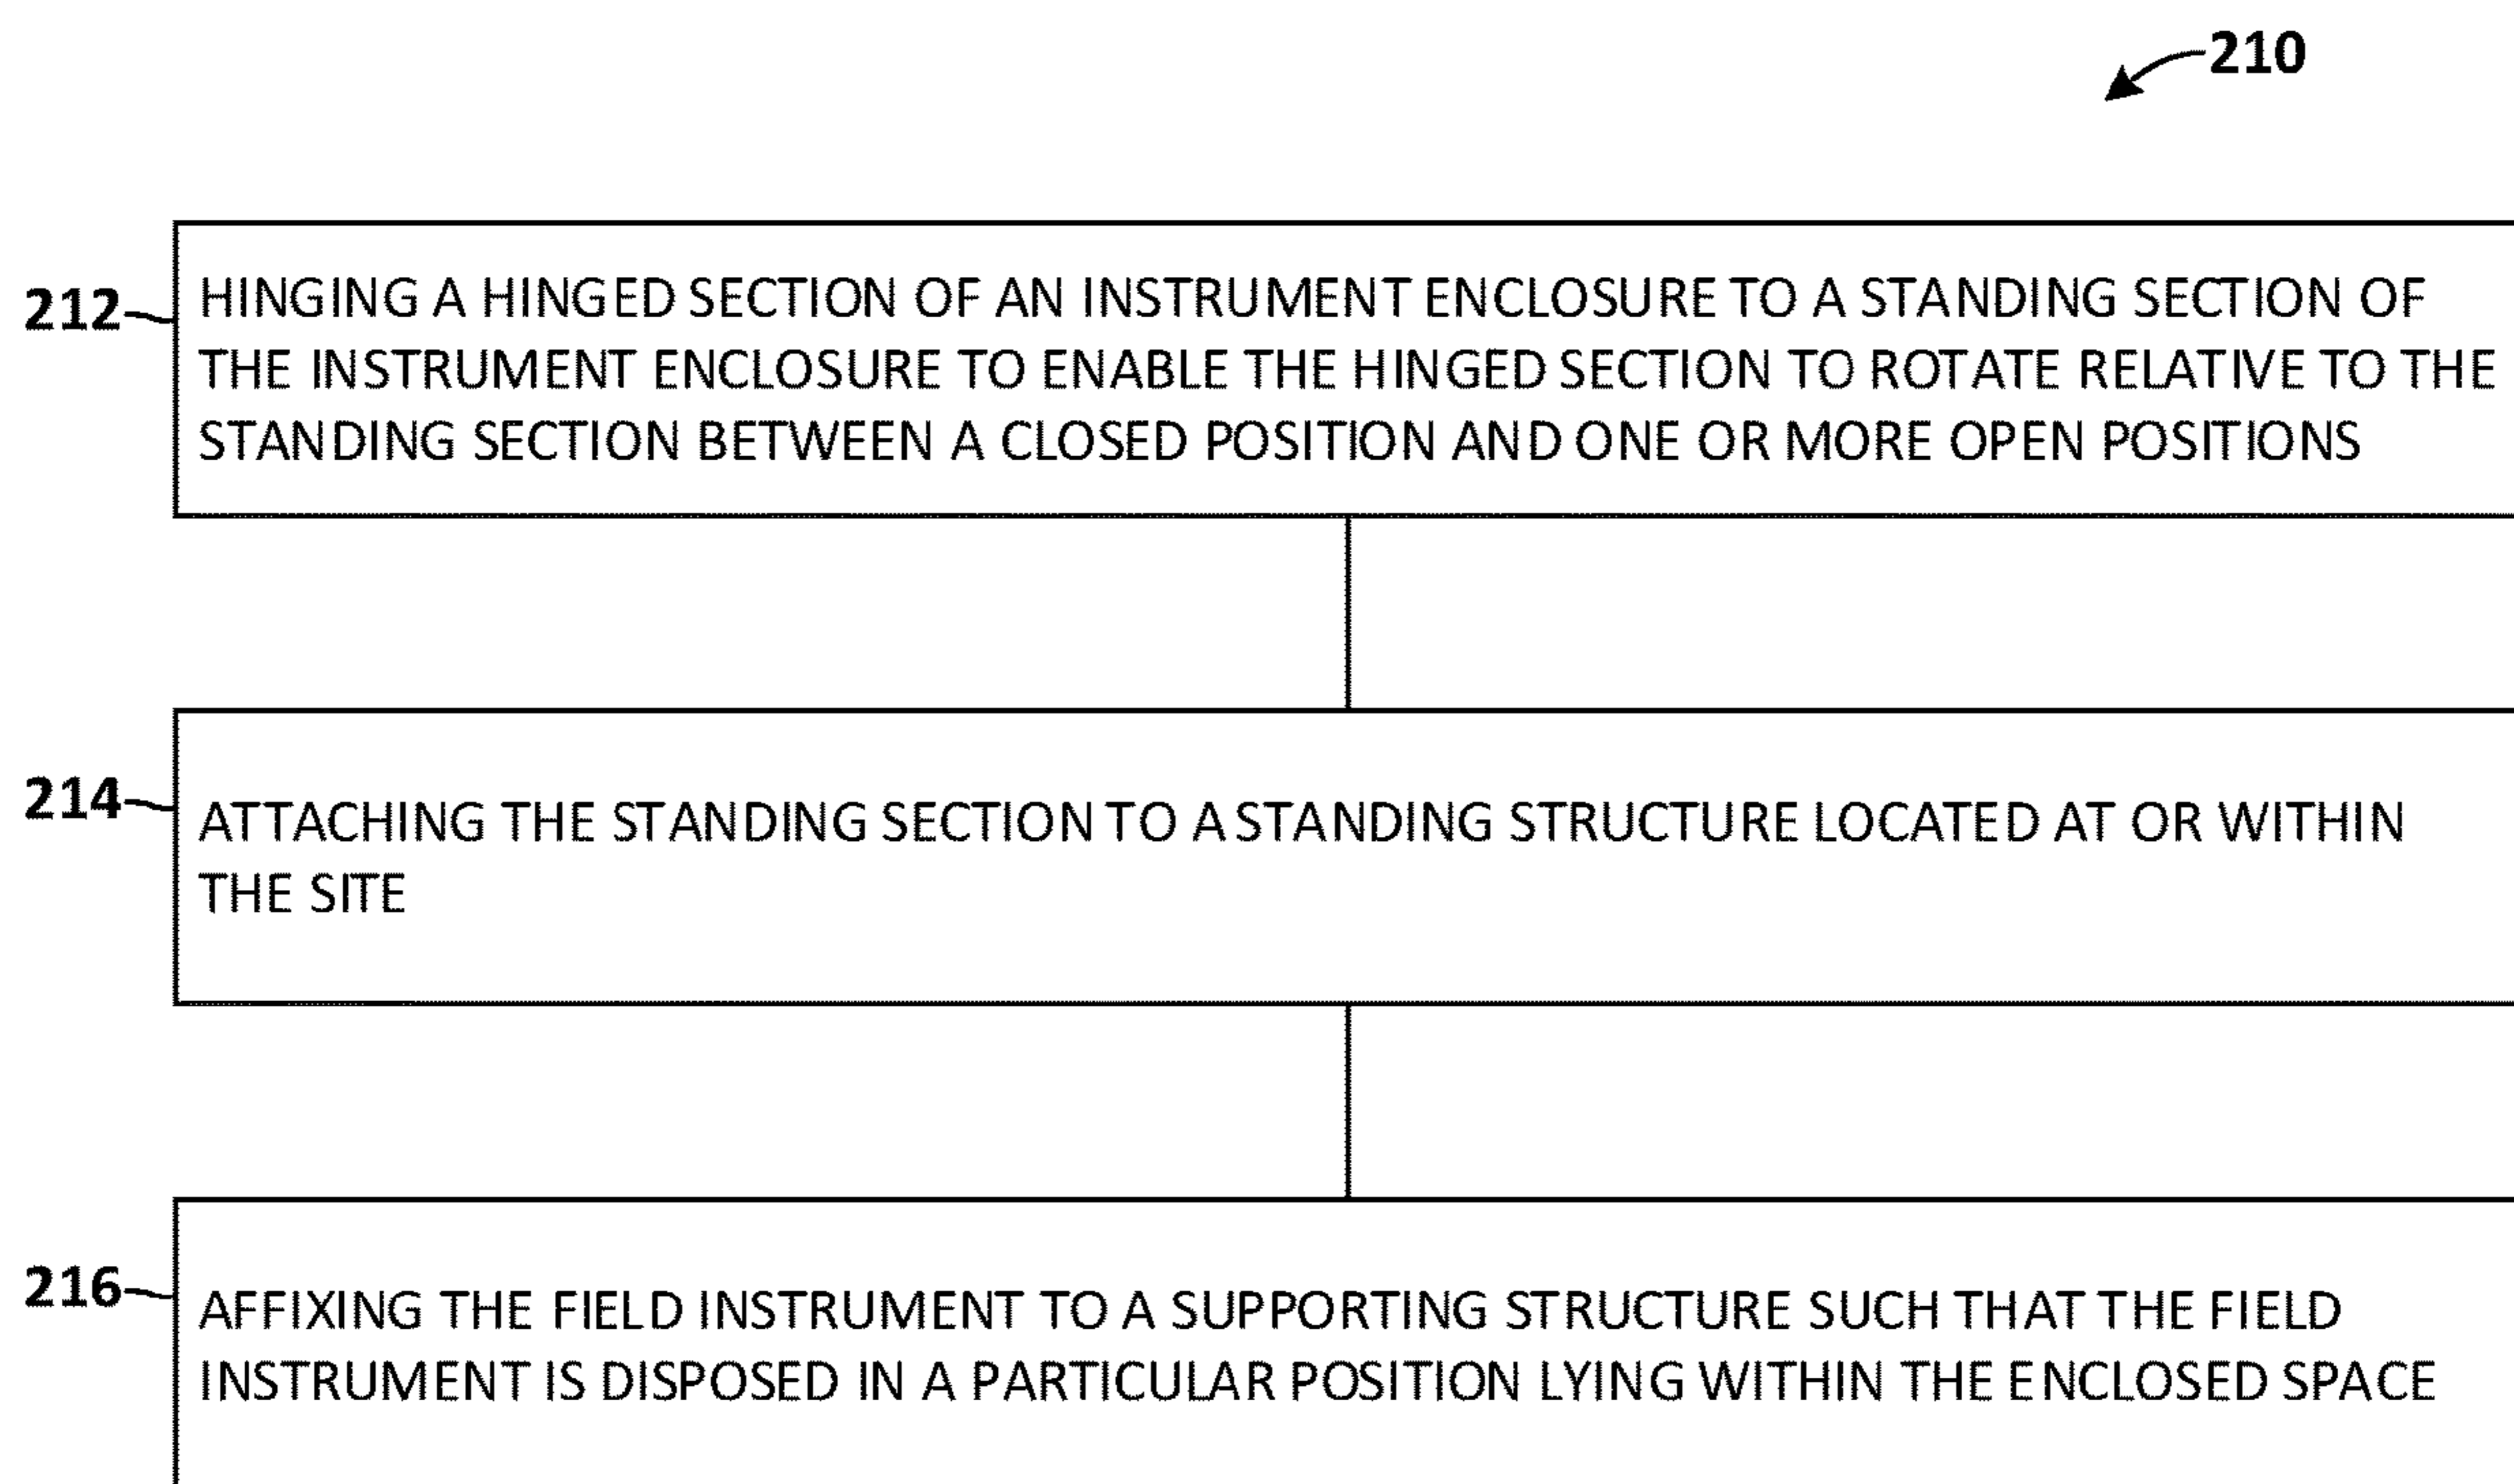 210
212
HINGING A HINGED SECTION OF AN INSTRUMENT ENCLOSURE TO A STANDING SECTION OF
THE INSTRUMENT ENCLOSURE TO ENABLE THE HINGED SECTION TO ROTATE RELATIVE TO THE
STANDING SECTION BETWEEN A CLOSED POSITION AND ONE OR MORE OPEN POSITIONS
214
ATTACHING THE STANDING SECTION TO A STANDING STRUCTURE LOCATED AT OR WITHIN
THE SITE
216
AFFIXING THE FIELD INSTRUMENT TO A SUPPORTING STRUCTURE SUCH THAT THE FIELD
INSTRUMENT IS DISPOSED IN A PARTICULAR POSITION LYING WITHIN THE ENCLOSED SPACE